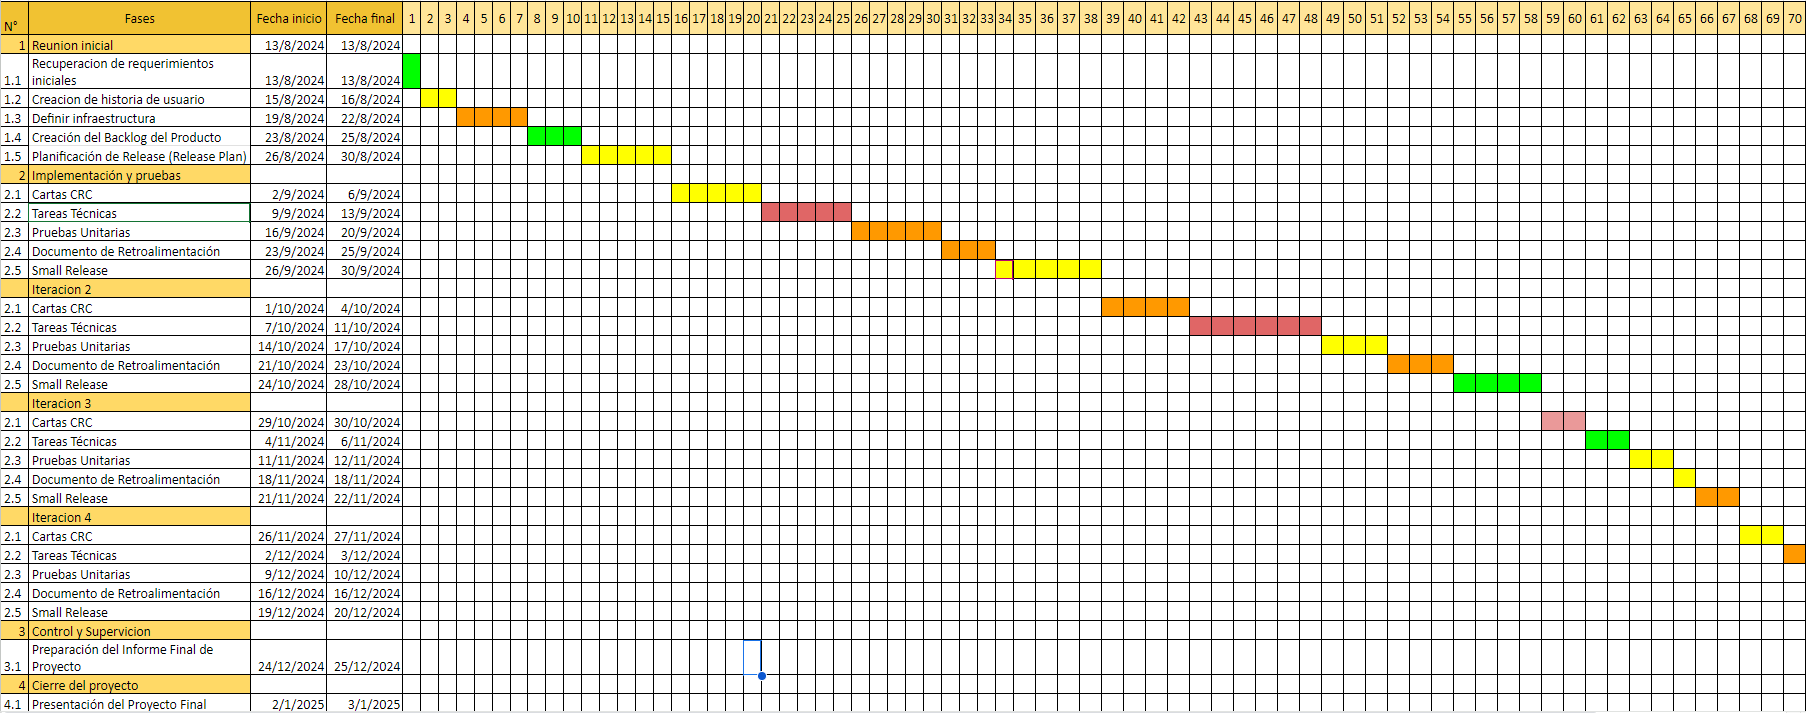 N° Fases Fecha inicio Fecha final 1 2 3 4 5 6 7 8 9 10 11 12 13 14 15 16 17 18 19 20 21 22 23 24 25 26 27 28 29 30 31 32 33 34 35 36 37 38 39 40 41 42 43 44 45 46 47 48 49 50 51 52 53 54 55 56 57 58 59 60 61 62 63 64 65 66 67 68 69 70
1 Reunion inicial 13/8/2024 13/8/2024
Recuperacion de requerimientos
1.1 iniciales 13/8/2024 13/8/2024
1.2 Creacion de historia de usuario 15/8/2024 16/8/2024
1.3 Definir infraestructura 19/8/2024 22/8/2024
1.4 Creación del Backlog del Producto 23/8/2024 25/8/2024
1.5 Planificación de Release (Release Plan) 26/8/2024 30/8/2024
2 Implementación y pruebas
2.1 Cartas CRC 2/9/2024 6/9/2024
2.2 Tareas Técnicas 9/9/2024 13/9/2024
2.3 Pruebas Unitarias 16/9/2024 20/9/2024
2.4 Documento de Retroalimentación 23/9/2024 25/9/2024
2.5 Small Release 26/9/2024 30/9/2024
Iteracion 2
2.1 Cartas CRC 1/10/2024 4/10/2024
2.2 Tareas Técnicas 7/10/2024 11/10/2024
2.3 Pruebas Unitarias 14/10/2024 17/10/2024
2.4 Documento de Retroalimentación 21/10/2024 23/10/2024
2.5 Small Release 24/10/2024 28/10/2024
Iteracion 3
2.1 Cartas CRC 29/10/2024 30/10/2024
2.2 Tareas Técnicas 4/11/2024 6/11/2024
2.3 Pruebas Unitarias 11/11/2024 12/11/2024
2.4 Documento de Retroalimentación 18/11/2024 18/11/2024
2.5 Small Release 21/11/2024 22/11/2024
Iteracion 4
2.1 Cartas CRC 26/11/2024 27/11/2024
2.2 Tareas Técnicas 2/12/2024 3/12/2024
2.3 Pruebas Unitarias 9/12/2024 10/12/2024
2.4 Documento de Retroalimentación 16/12/2024 16/12/2024
2.5 Small Release 19/12/2024 20/12/2024
3 Control y Supervicion
Preparación del Informe Final de
3.1 Proyecto 24/12/2024 25/12/2024
4 Cierre del proyecto
4.1 Presentación del Proyecto Final 2/1/2025 3/1/2025